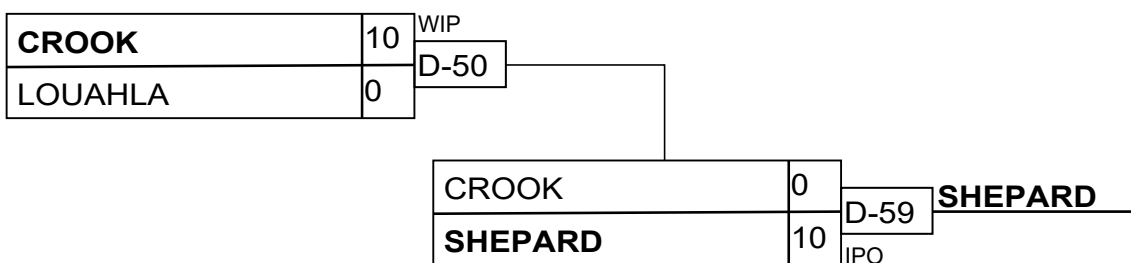 CROOK 10 WIP
LOUAHLA 0 D-50
CROOK 0
SHEPARD 10 D-59 SHEPARD
IPO